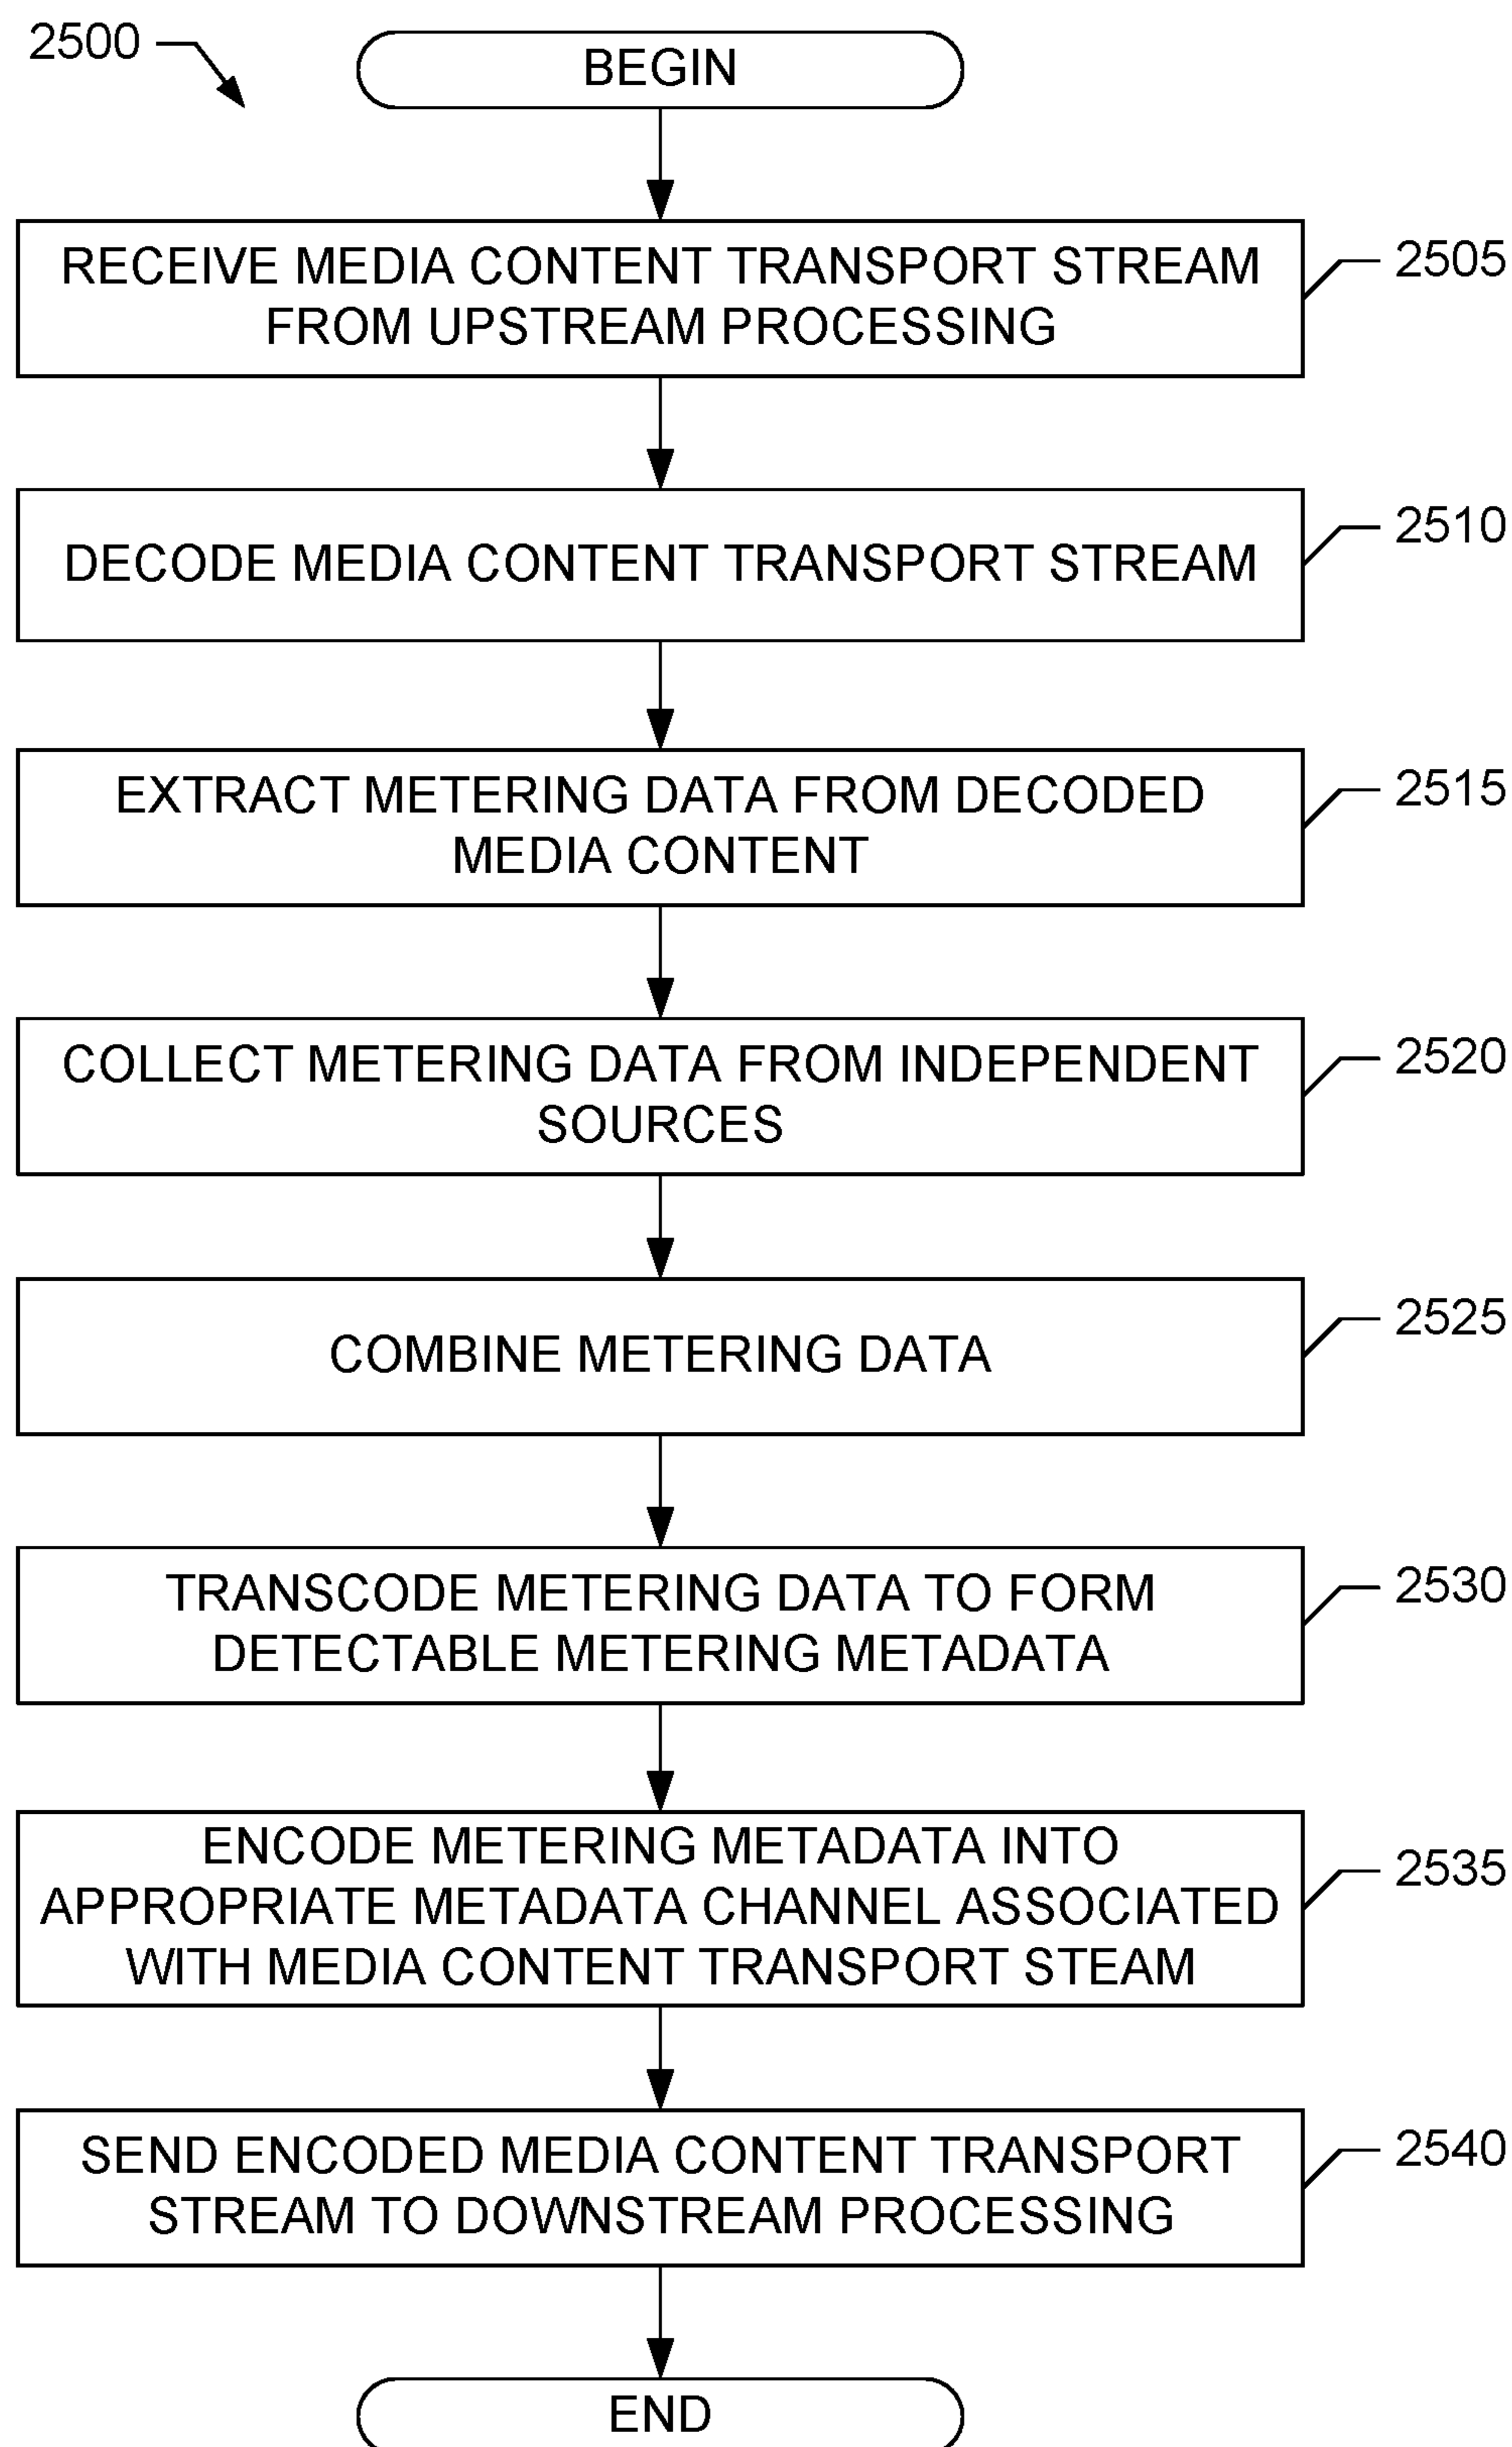 2500
BEGIN
RECEIVE MEDIA CONTENT TRANSPORT STREAM
FROM UPSTREAM PROCESSING
2505
DECODE MEDIA CONTENT TRANSPORT STREAM
2510
EXTRACT METERING DATA FROM DECODED
MEDIA CONTENT
2515
COLLECT METERING DATA FROM INDEPENDENT
SOURCES
2520
COMBINE METERING DATA
2525
TRANSCODE METERING DATA TO FORM
DETECTABLE METERING METADATA
2530
ENCODE METERING METADATA INTO
APPROPRIATE METADATA CHANNEL ASSOCIATED
WITH MEDIA CONTENT TRANSPORT STEAM
2535
SEND ENCODED MEDIA CONTENT TRANSPORT
STREAM TO DOWNSTREAM PROCESSING
2540
END